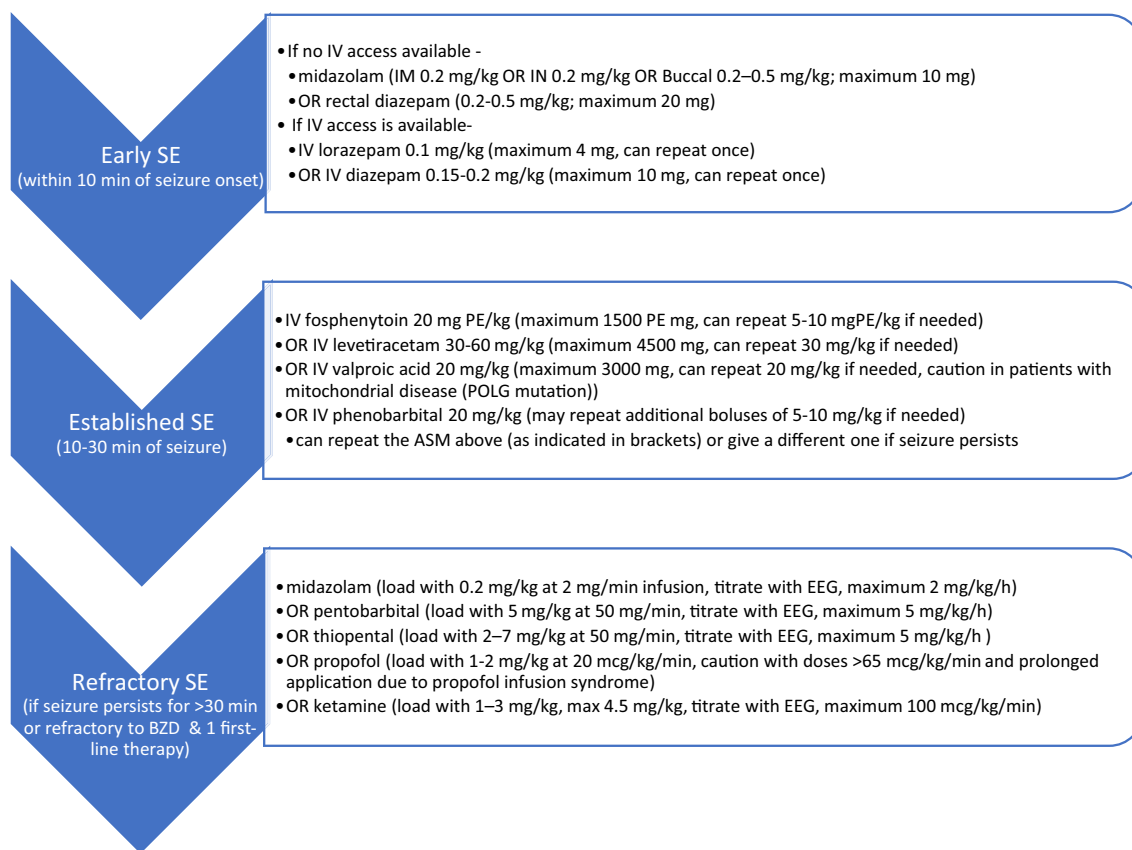 Early SE
(within 10 min of seizure onset)
•If no IV access available -
•midazolam (IM 0.2 mg/kg OR IN 0.2 mg/kg OR Buccal 0.2–0.5 mg/kg; maximum 10 mg)
•OR rectal diazepam (0.2-0.5 mg/kg; maximum 20 mg)
• If IV access is available-
•IV lorazepam 0.1 mg/kg (maximum 4 mg, can repeat once)
•OR IV diazepam 0.15-0.2 mg/kg (maximum 10 mg, can repeat once)
Established SE
(10-30 min of seizure)
•IV fosphenytoin 20 mg PE/kg (maximum 1500 PE mg, can repeat 5-10 mgPE/kg if needed)
•OR IV levetiracetam 30-60 mg/kg (maximum 4500 mg, can repeat 30 mg/kg if needed)
•OR IV valproic acid 20 mg/kg (maximum 3000 mg, can repeat 20 mg/kg if needed, caution in patients with
mitochondrial disease (POLG mutation))
•OR IV phenobarbital 20 mg/kg (may repeat additional boluses of 5-10 mg/kg if needed)
•can repeat the ASM above (as indicated in brackets) or give a different one if seizure persists
Refractory SE
(if seizure persists for >30 min
or refractory to BZD & 1 first-
line therapy)
•midazolam (load with 0.2 mg/kg at 2 mg/min infusion, titrate with EEG, maximum 2 mg/kg/h)
•OR pentobarbital (load with 5 mg/kg at 50 mg/min, titrate with EEG, maximum 5 mg/kg/h)
•OR thiopental (load with 2–7 mg/kg at 50 mg/min, titrate with EEG, maximum 5 mg/kg/h )
•OR propofol (load with 1-2 mg/kg at 20 mcg/kg/min, caution with doses >65 mcg/kg/min and prolonged
application due to propofol infusion syndrome)
•OR ketamine (load with 1–3 mg/kg, max 4.5 mg/kg, titrate with EEG, maximum 100 mcg/kg/min)